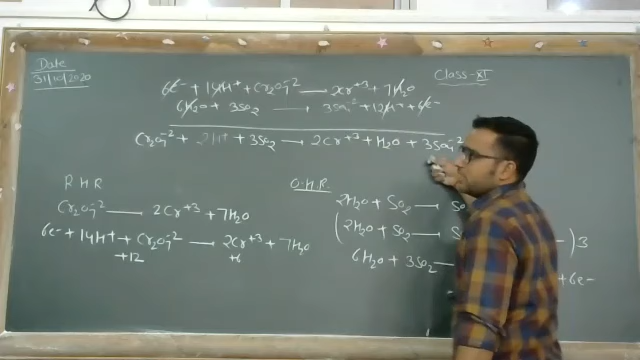 Date
31/10/2020
Class-XI
6e⁻ + 14H⁺ + Cr₂O₇⁻² → 2Cr⁺³ + 7H₂O
6H₂O + 3SO₂ → 3SO₄⁻² + 12H⁺ + 6e⁻
Cr₂O₇⁻² + 2H⁺ + 3SO₂ → 2Cr⁺³ + H₂O + 3SO₄⁻²
R H R
Cr₂O₇⁻² → 2Cr⁺³ + 7H₂O
6e⁻ + 14H⁺ + Cr₂O₇⁻² → 2Cr⁺³ + 7H₂O
+12 +6
O.H.R.
2H₂O + SO₂ → SO
(2H₂O + SO₂ → S )3
6H₂O + 3SO₂ → + 6e⁻